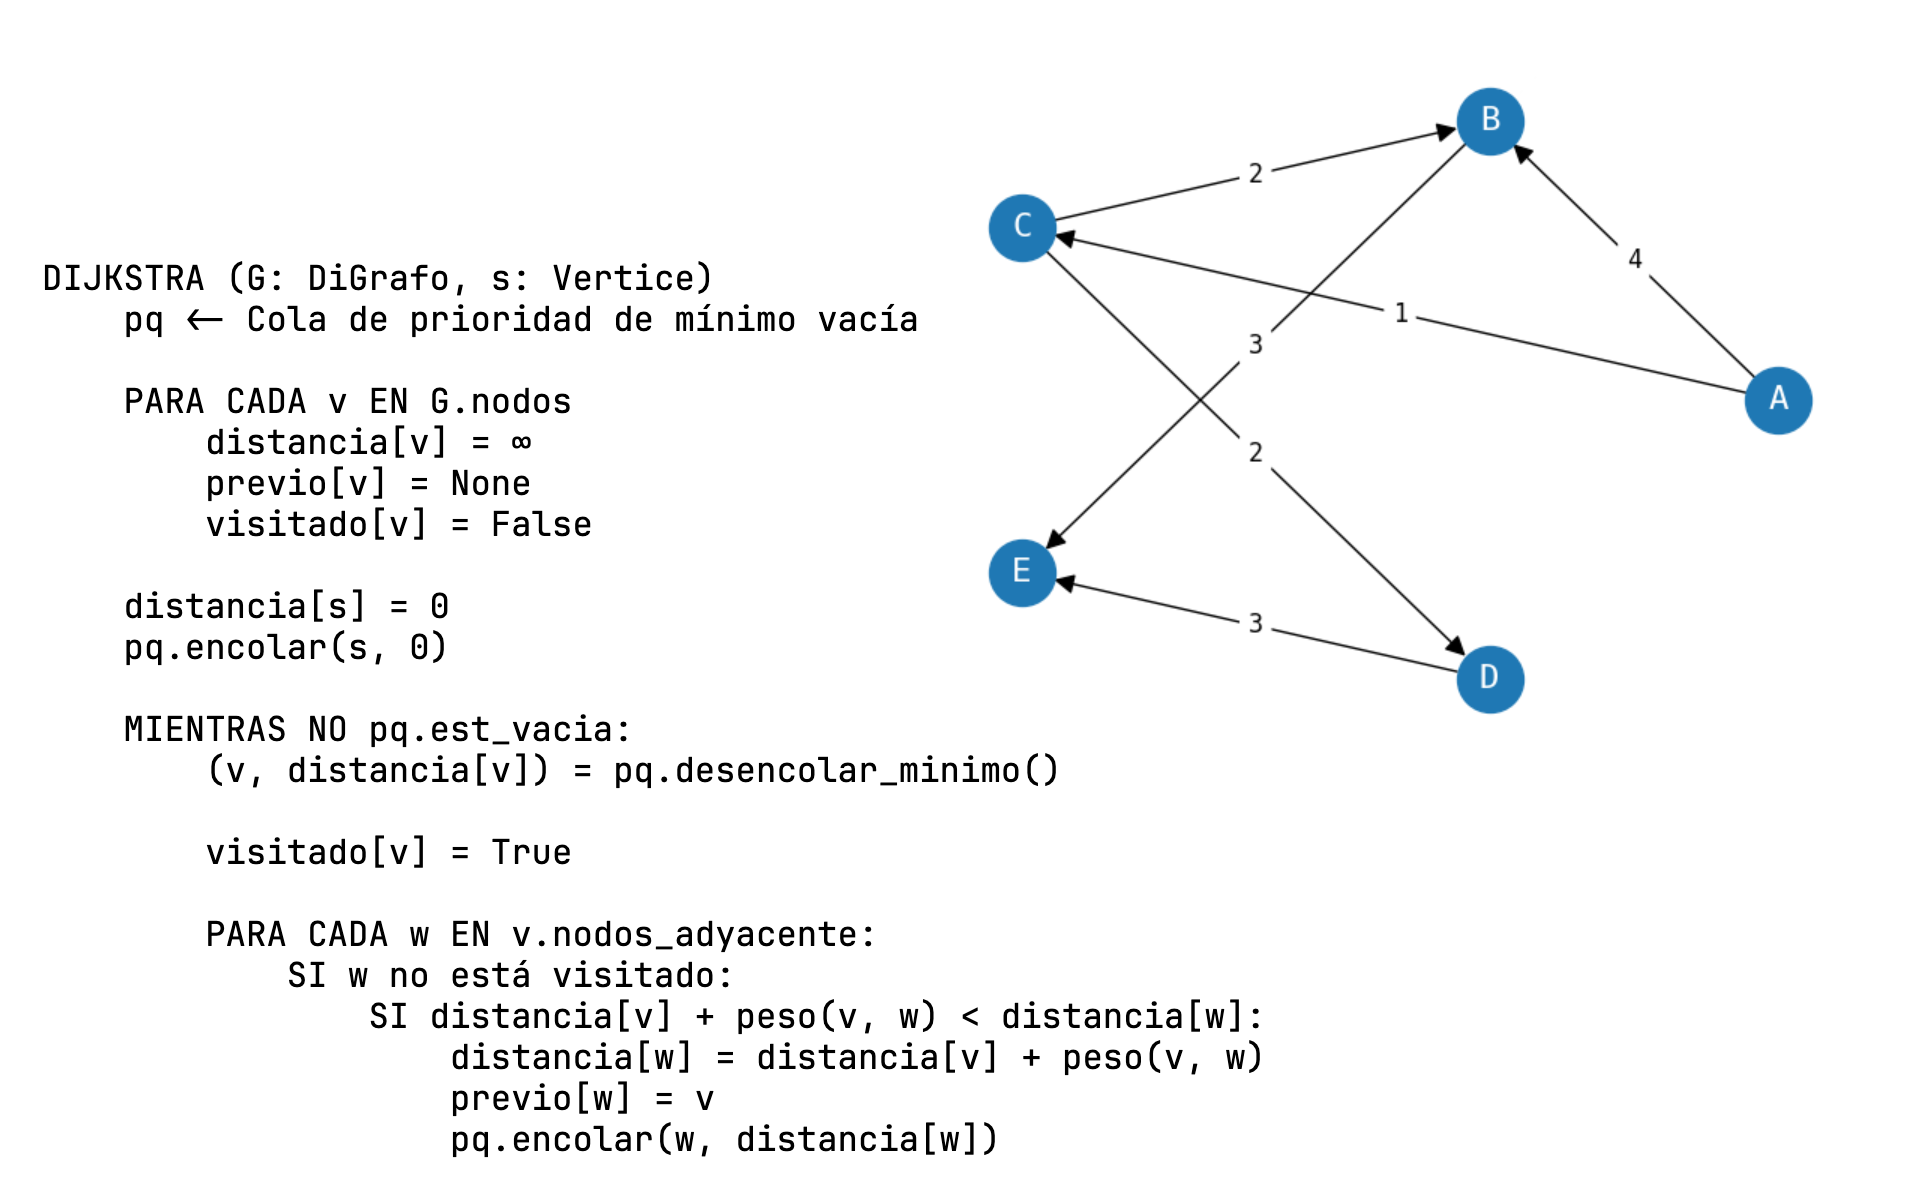 DIJKSTRA (G: DiGrafo, s: Vertice)
pq ← Cola de prioridad de mínimo vacía
PARA CADA v EN G.nodos
distancia[v] = ∞
previo[v] = None
visitado[v] = False
distancia[s] = 0
pq.encolar(s, 0)
MIENTRAS NO pq.est_vacia:
(v, distancia[v]) = pq.desencolar_minimo()
visitado[v] = True
PARA CADA w EN v.nodos_adyacente:
SI w no está visitado:
SI distancia[v] + peso(v, w) < distancia[w]:
distancia[w] = distancia[v] + peso(v, w)
previo[w] = v
pq.encolar(w, distancia[w])
B
2
C
4
1
3
A
2
E
3
D